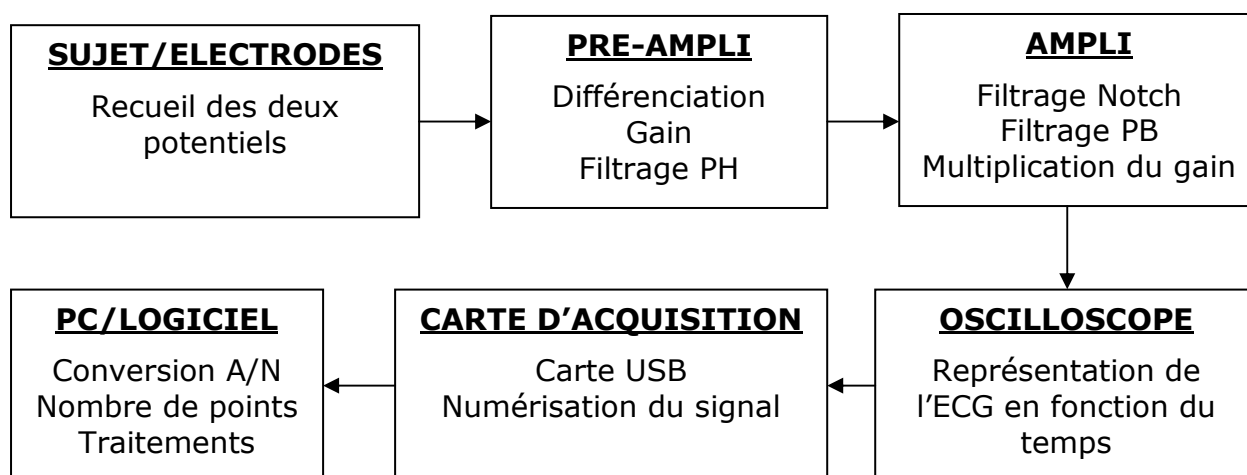 SUJET/ELECTRODES
Recueil des deux
potentiels
PRE-AMPLI
Différenciation
Gain
Filtrage PH
AMPLI
Filtrage Notch
Filtrage PB
Multiplication du gain
PC/LOGICIEL
Conversion A/N
Nombre de points
Traitements
CARTE D’ACQUISITION
Carte USB
Numérisation du signal
OSCILLOSCOPE
Représentation de
l’ECG en fonction du
temps